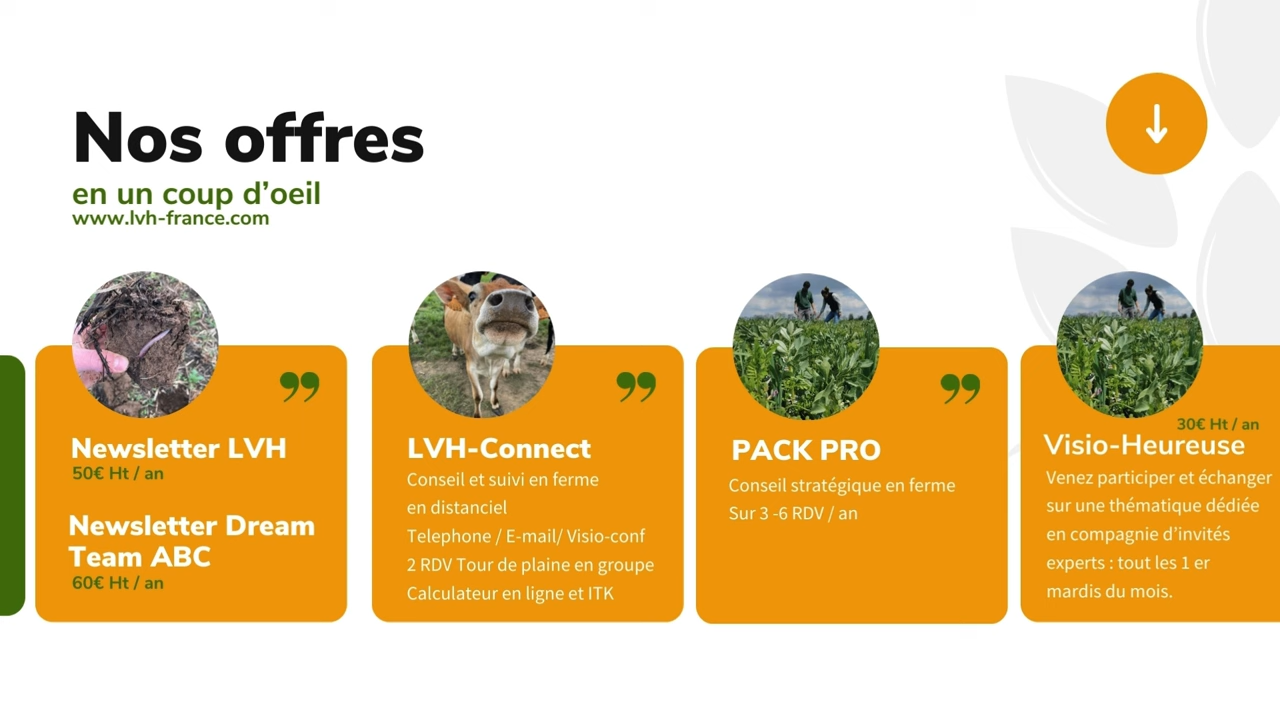 Nos offres
en un coup d’oeil
www.lvh-france.com
Newsletter LVH
50€ Ht / an
Newsletter Dream
Team ABC
60€ Ht / an
LVH-Connect
Conseil et suivi en ferme
en distanciel
Telephone / E-mail/ Visio-conf
2 RDV Tour de plaine en groupe
Calculateur en ligne et ITK
PACK PRO
Conseil stratégique en ferme
Sur 3 -6 RDV / an
30€ Ht / an
Visio-Heureuse
Venez participer et échanger
sur une thématique dédiée
en compagnie d’invités
experts : tout les 1 er
mardis du mois.